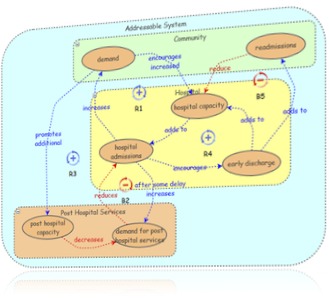 Addressable System
Community
demand
readmissions
encourages
increased
reduce
B5
R1
Hospital
hospital capacity
increases
adds to
adds to
adds to
promotes
additional
R3
R4
hospital
admissions
encourages
early discharge
after some delay
B2
reduces
increases
Post Hospital Services
post hospital
capacity
decreases
demand for post
hospital services